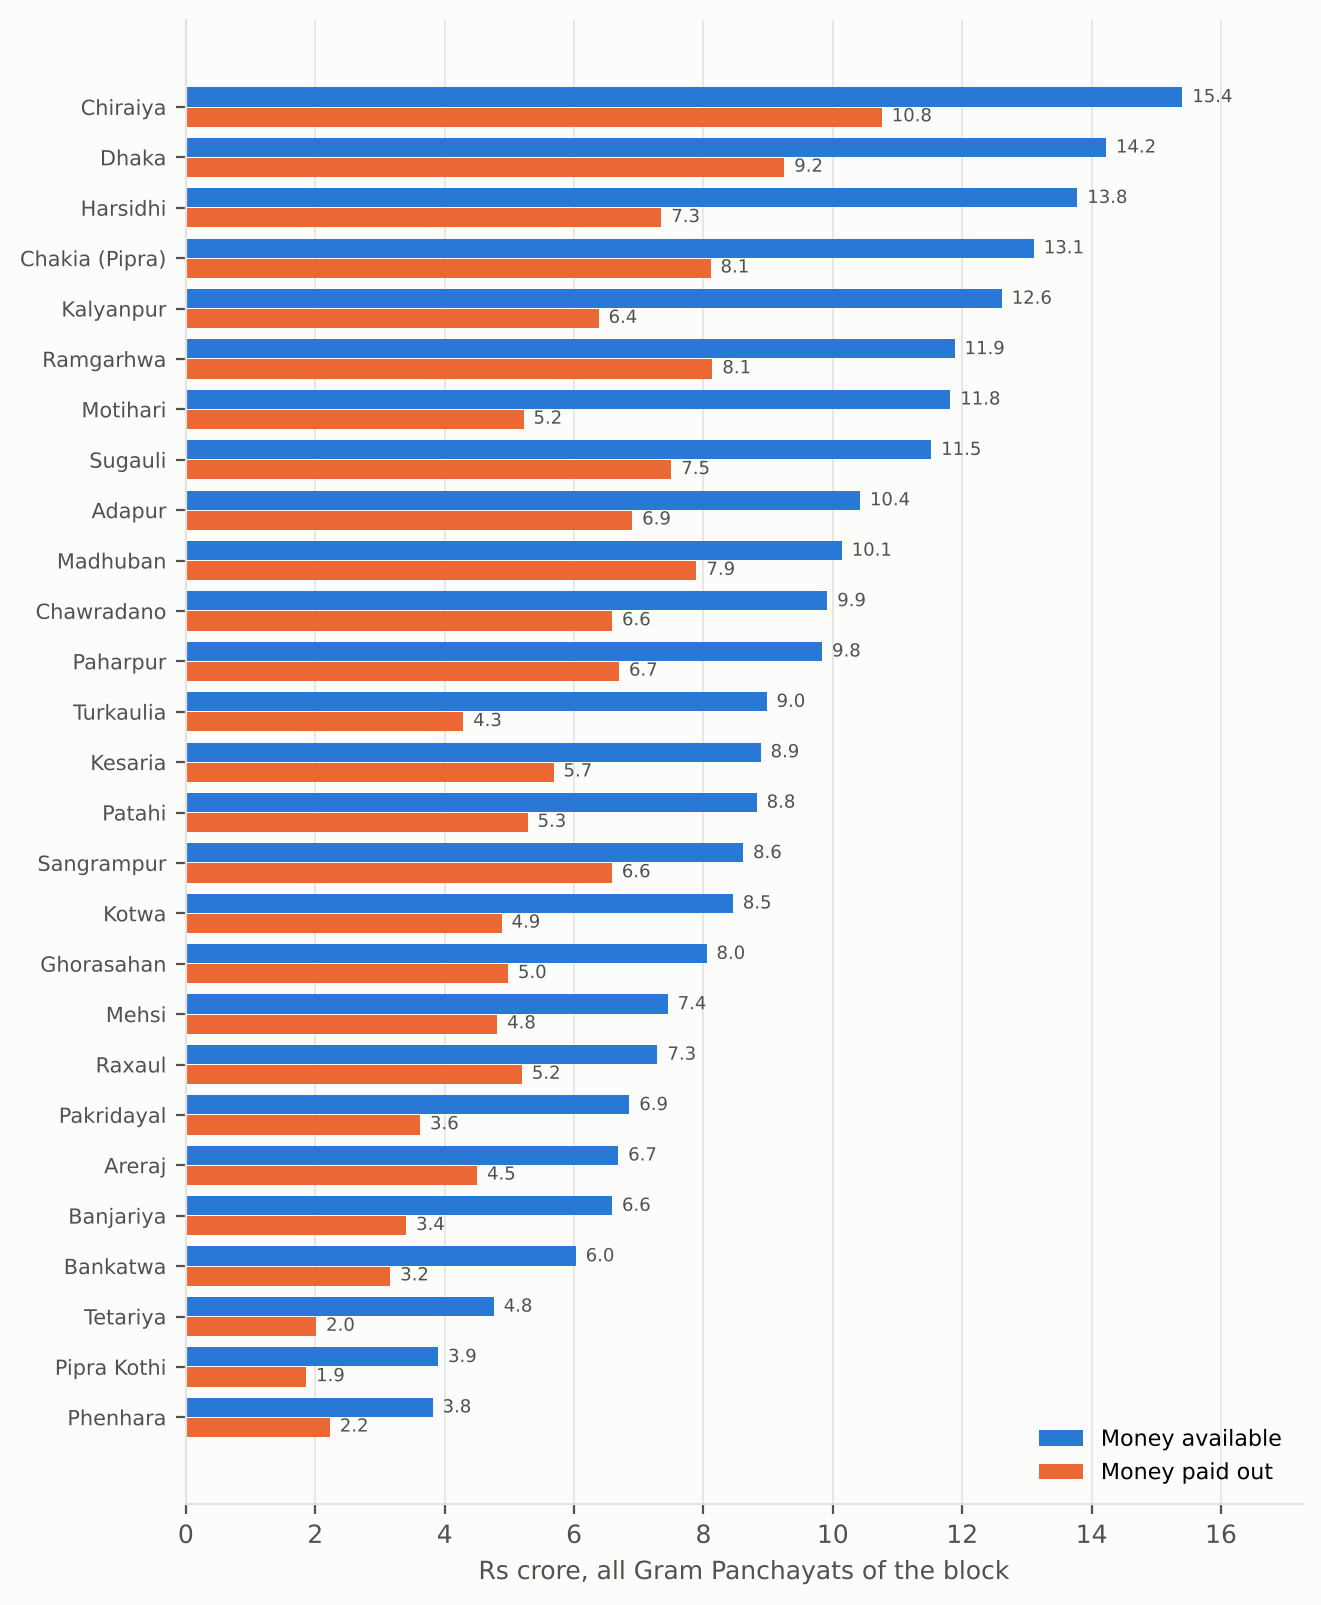 Chiraiya 15.4
10.8
Dhaka 14.2
9.2
Harsidhi 13.8
7.3
Chakia (Pipra) 13.1
8.1
Kalyanpur 12.6
6.4
Ramgarhwa 11.9
8.1
Motihari 11.8
5.2
Sugauli 11.5
7.5
Adapur 10.4
6.9
Madhuban 10.1
7.9
Chawradano 9.9
6.6
Paharpur 9.8
6.7
Turkaulia 9.0
4.3
Kesaria 8.9
5.7
Patahi 8.8
5.3
Sangrampur 8.6
6.6
Kotwa 8.5
4.9
Ghorasahan 8.0
5.0
Mehsi 7.4
4.8
Raxaul 7.3
5.2
Pakridayal 6.9
3.6
Areraj 6.7
4.5
Banjariya 6.6
3.4
Bankatwa 6.0
3.2
Tetariya 4.8
2.0
Pipra Kothi 3.9
1.9
Phenhara 3.8
2.2
Money available
Money paid out
0 2 4 6 8 10 12 14 16
Rs crore, all Gram Panchayats of the block